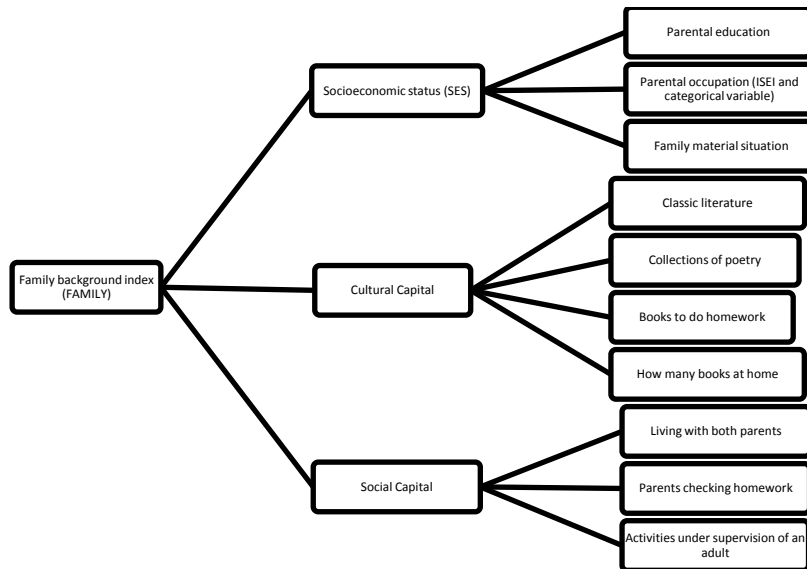 Parental education
Socioeconomic status (SES)
Parental occupation (ISEI and
categorical variable)
Family material situation
Classic literature
Family background index
(FAMILY)
Cultural Capital
Collections of poetry
Books to do homework
How many books at home
Living with both parents
Social Capital
Parents checking homework
Activities under supervision of an
adult